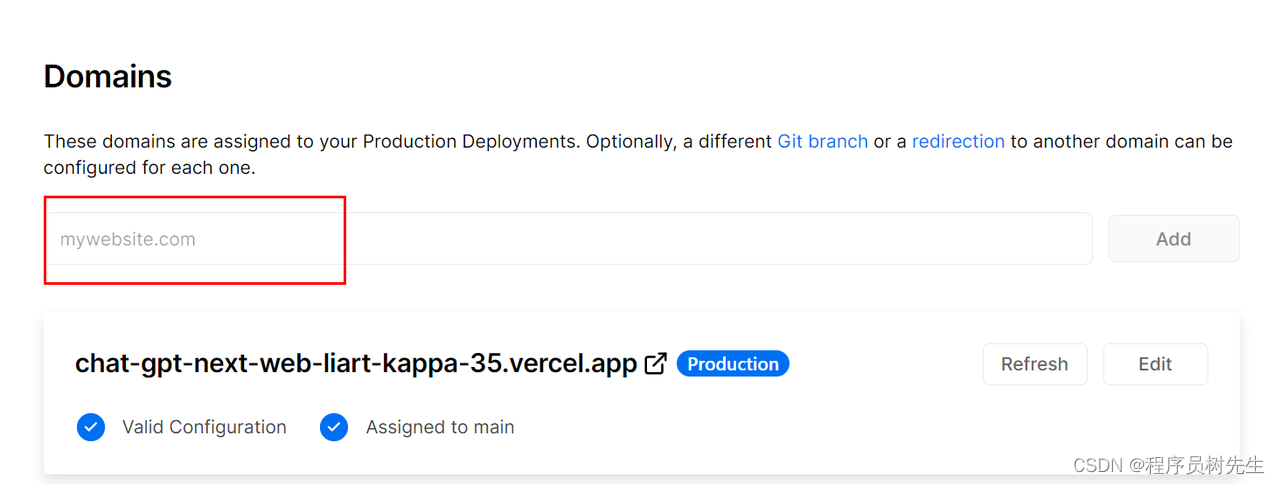 Domains
These domains are assigned to your Production Deployments. Optionally, a different Git branch or a redirection to another domain can be
configured for each one.
mywebsite.com
Add
chat-gpt-next-web-liart-kappa-35.vercel.app Production
Refresh
Edit
Valid Configuration
Assigned to main
CSDN @程序员树先生